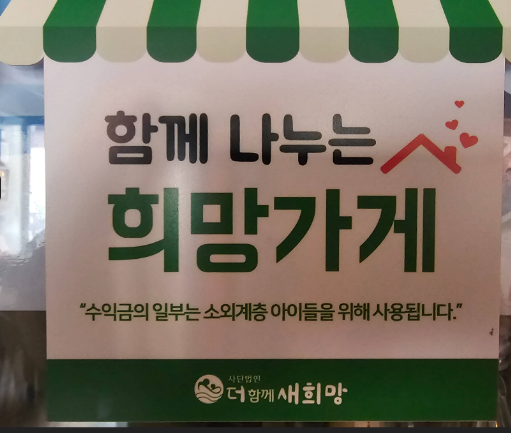 함께 나누는
희망가게
“수익금의 일부는 소외계층 아이들을 위해 사용됩니다.”
사단법인
더함께 새희망